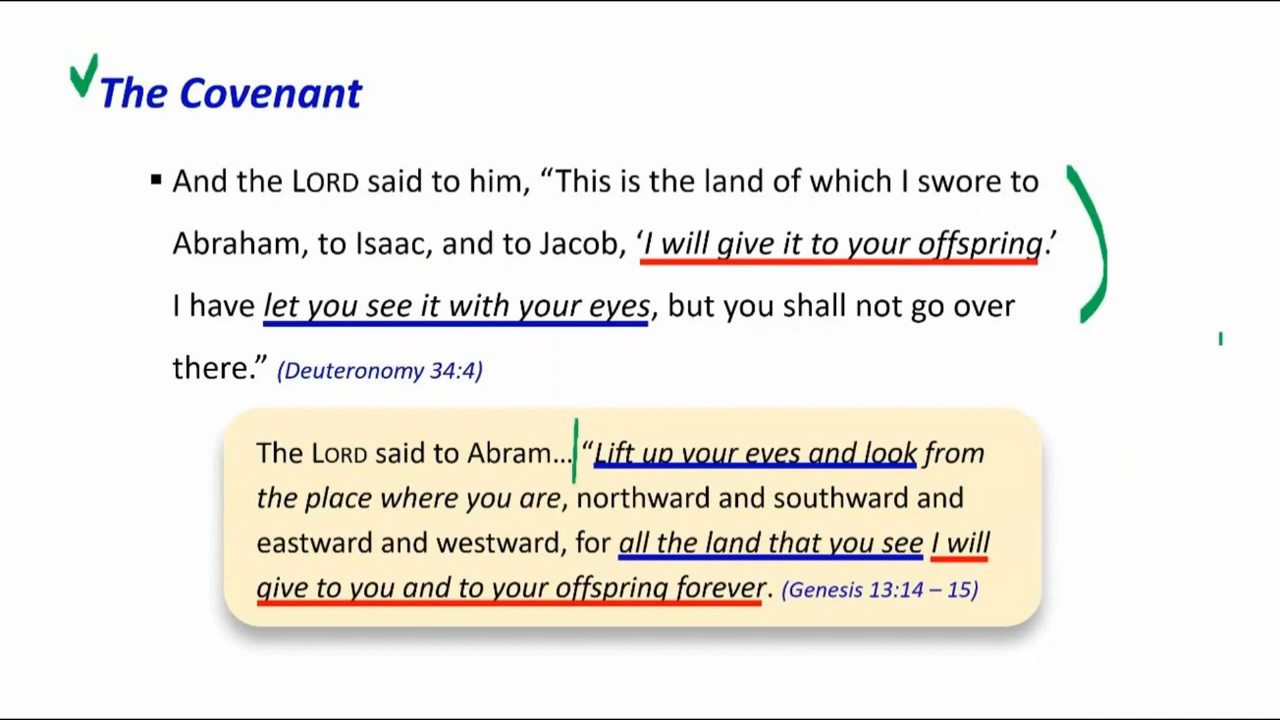 The Covenant
▪ And the LORD said to him, “This is the land of which I swore to
Abraham, to Isaac, and to Jacob, ‘I will give it to your offspring.’
I have let you see it with your eyes, but you shall not go over
there.” (Deuteronomy 34:4)
The LORD said to Abram... “Lift up your eyes and look from
the place where you are, northward and southward and
eastward and westward, for all the land that you see I will
give to you and to your offspring forever. (Genesis 13:14 – 15)